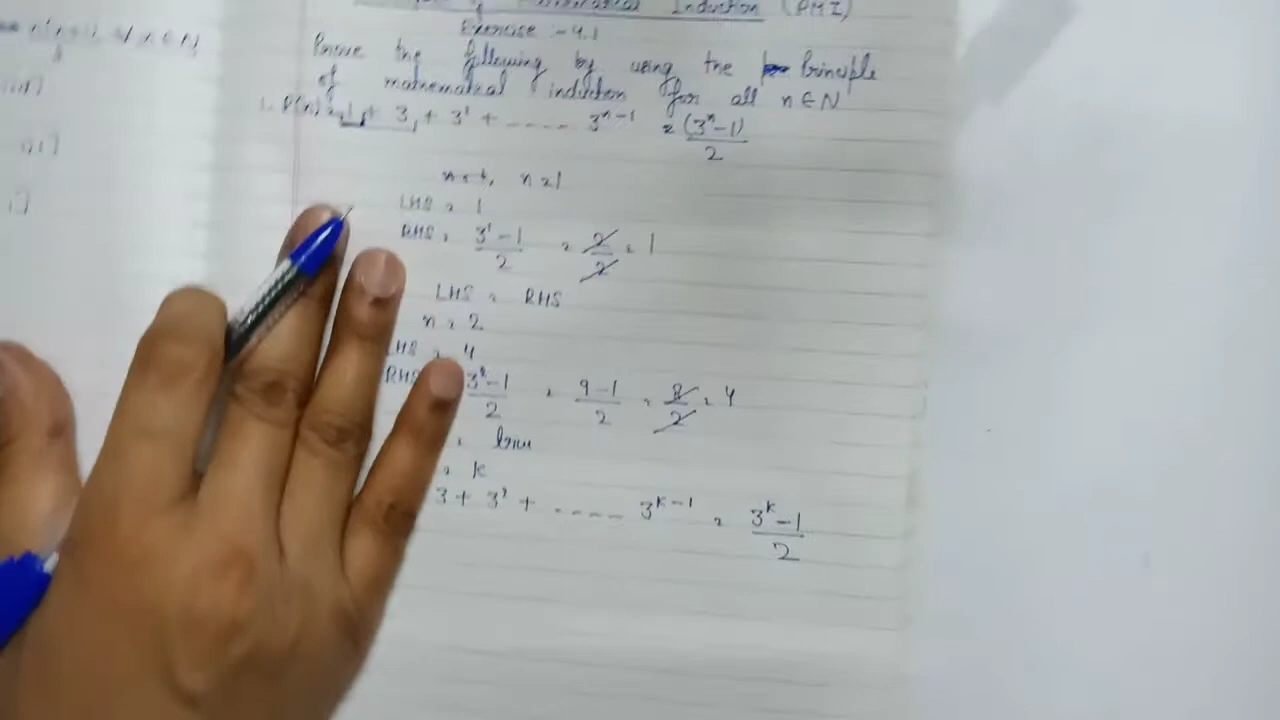 Induction (PMI)
Exercise :- 4.1
Prove the following by using the Principle
of mathematical induction for all n ∈ N
1. P(n) = 1 + 3 + 3² + ---- 3ⁿ⁻¹ = (3ⁿ-1)/2
n = 1
LHS = 1
RHS = 3¹-1/2 = 2/2 = 1
LHS = RHS
n = 2
LHS = 4
RHS 3²-1/2 = 9-1/2 = 8/2 = 4
= k
3 + 3² + ---- 3ᵏ⁻¹ = 3ᵏ-1/2